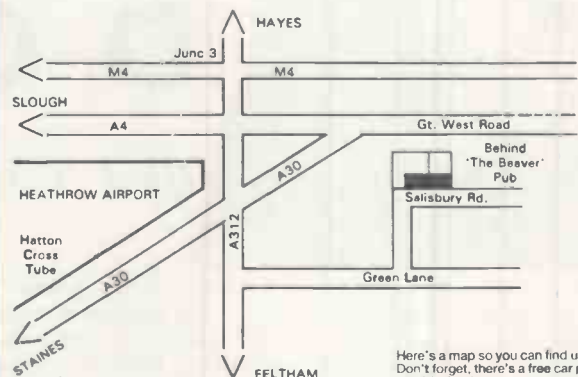 HAYES
Junc 3
M4 M4
SLOUGH
A4
Gt. West Road
Behind
'The Beaver'
Pub
A30
HEATHROW AIRPORT
Salisbury Rd.
Hatton
Cross
Tube
A312
A30
Green Lane
STAINES
FELTHAM
Here's a map so you can find u
Don't forget, there's a free car p